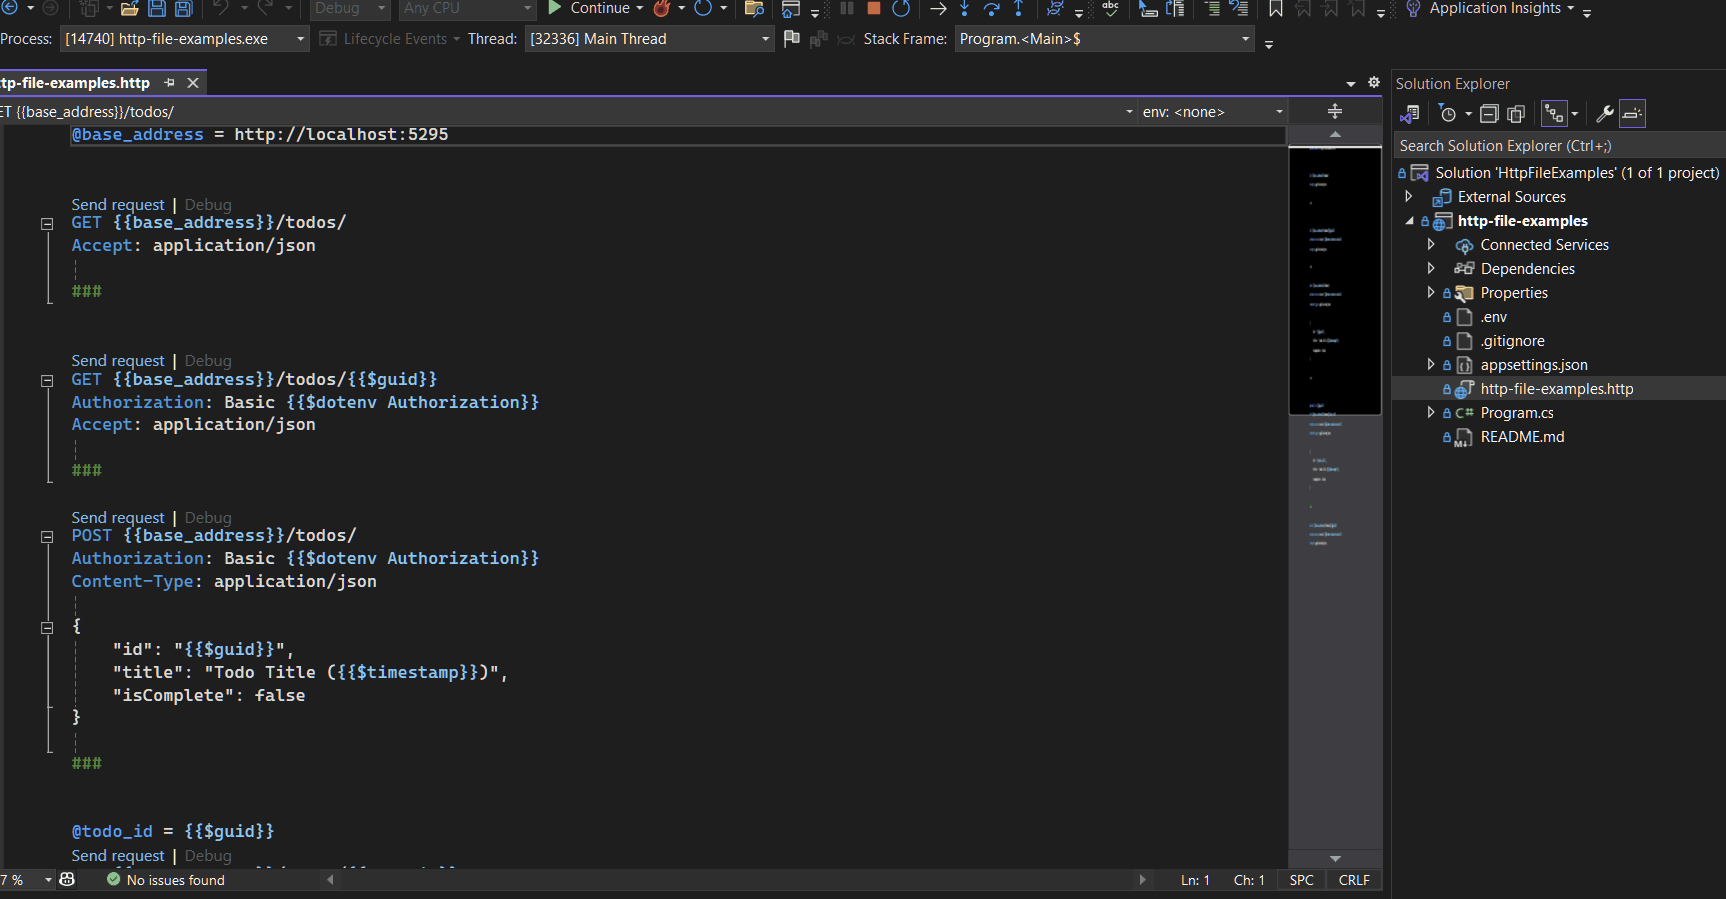 Debug
Any CPU
Continue
Application Insights
Process:
[14740] http-file-examples.exe
Lifecycle Events
Thread:
[32336] Main Thread
Stack Frame:
Program.<Main>$
tp-file-examples.http
ET {{base_address}}/todos/
env: <none>
@base_address = http://localhost:5295
Send request | Debug
GET {{base_address}}/todos/
Accept: application/json
###
Send request | Debug
GET {{base_address}}/todos/{{$guid}}
Authorization: Basic {{$dotenv Authorization}}
Accept: application/json
###
Send request | Debug
POST {{base_address}}/todos/
Authorization: Basic {{$dotenv Authorization}}
Content-Type: application/json
{
"id": "{{$guid}}",
"title": "Todo Title ({{$timestamp}})",
"isComplete": false
}
###
@todo_id = {{$guid}}
Send request | Debug
7 %
No issues found
Ln: 1
Ch: 1
SPC
CRLF
Solution Explorer
Search Solution Explorer (Ctrl+;)
Solution 'HttpFileExamples' (1 of 1 project)
External Sources
http-file-examples
Connected Services
Dependencies
Properties
.env
.gitignore
appsettings.json
http-file-examples.http
C# Program.cs
README.md